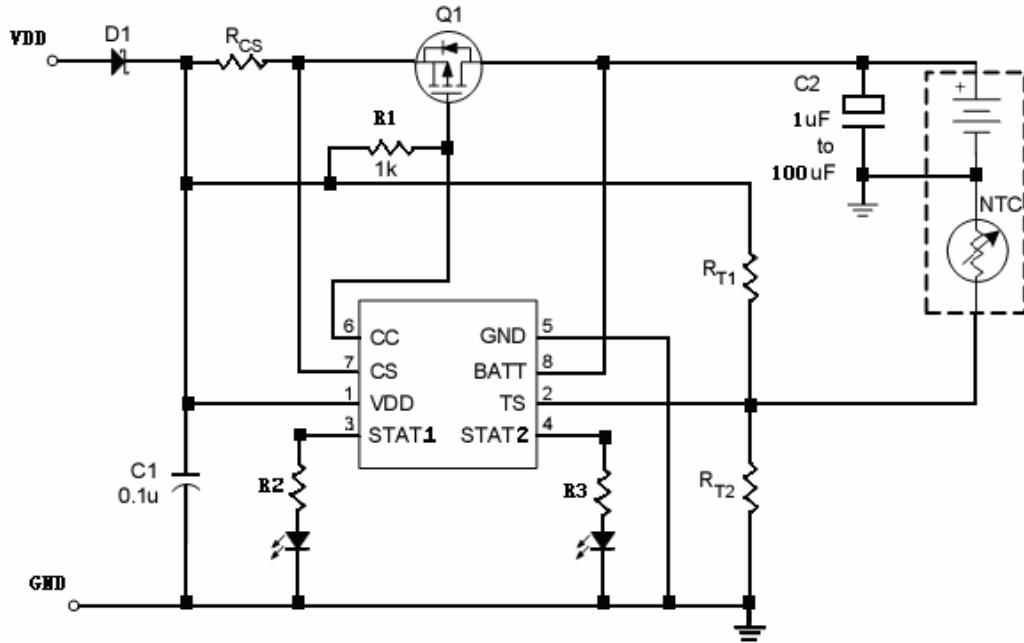 VDD
D1
RCS
Q1
R1
1k
C2
1uF
to
100uF
+
NTC
RT1
6 CC
GND 5
7 CS
BATT 8
1 VDD
TS 2
3 STAT1
STAT2 4
C1
0.1u
R2
R3
RT2
GND